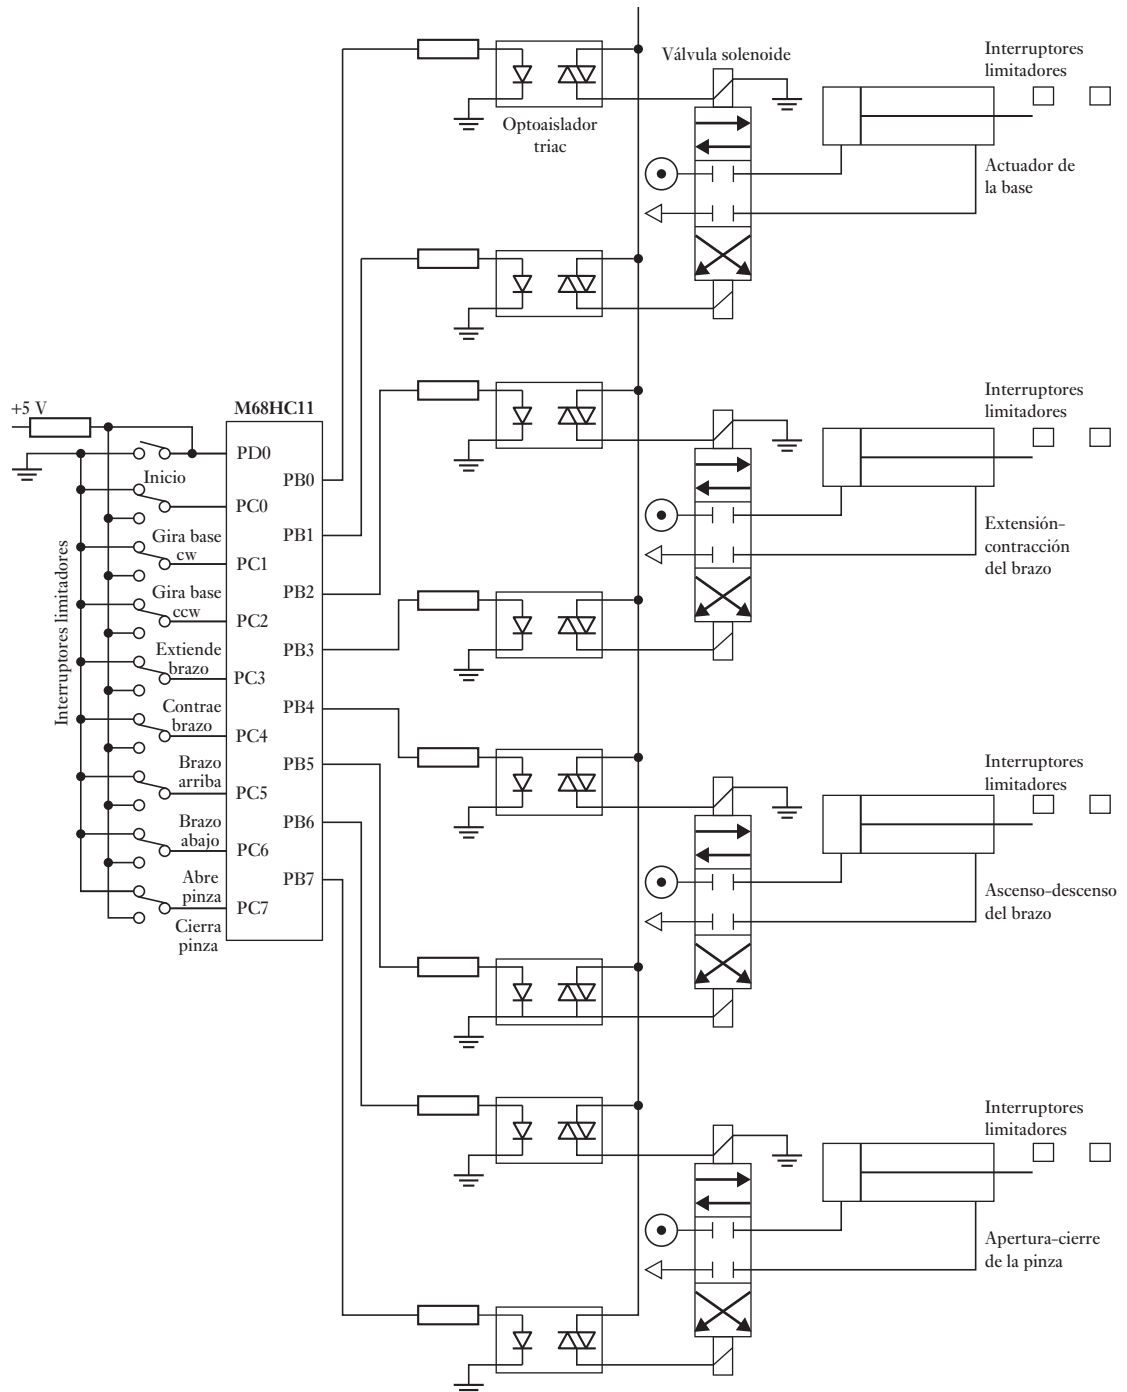 Válvula solenoide
Interruptores
limitadores
Optoaislador
triac
Actuador de
la base
+5 V
M68HC11
Interruptores
limitadores
PD0
Inicio
PB0
PC0
Gira base
cw
PB1
PC1
Extensión-
contracción
del brazo
Gira base
ccw
PB2
PC2
Interruptores limitadores
Extiende
brazo
PB3
PC3
Contrae
brazo
PB4
PC4
Brazo
arriba
PB5
PC5
Interruptores
limitadores
Brazo
abajo
PB6
PC6
Abre
pinza
PB7
PC7
Cierra
pinza
Ascenso-descenso
del brazo
Interruptores
limitadores
Apertura-cierre
de la pinza